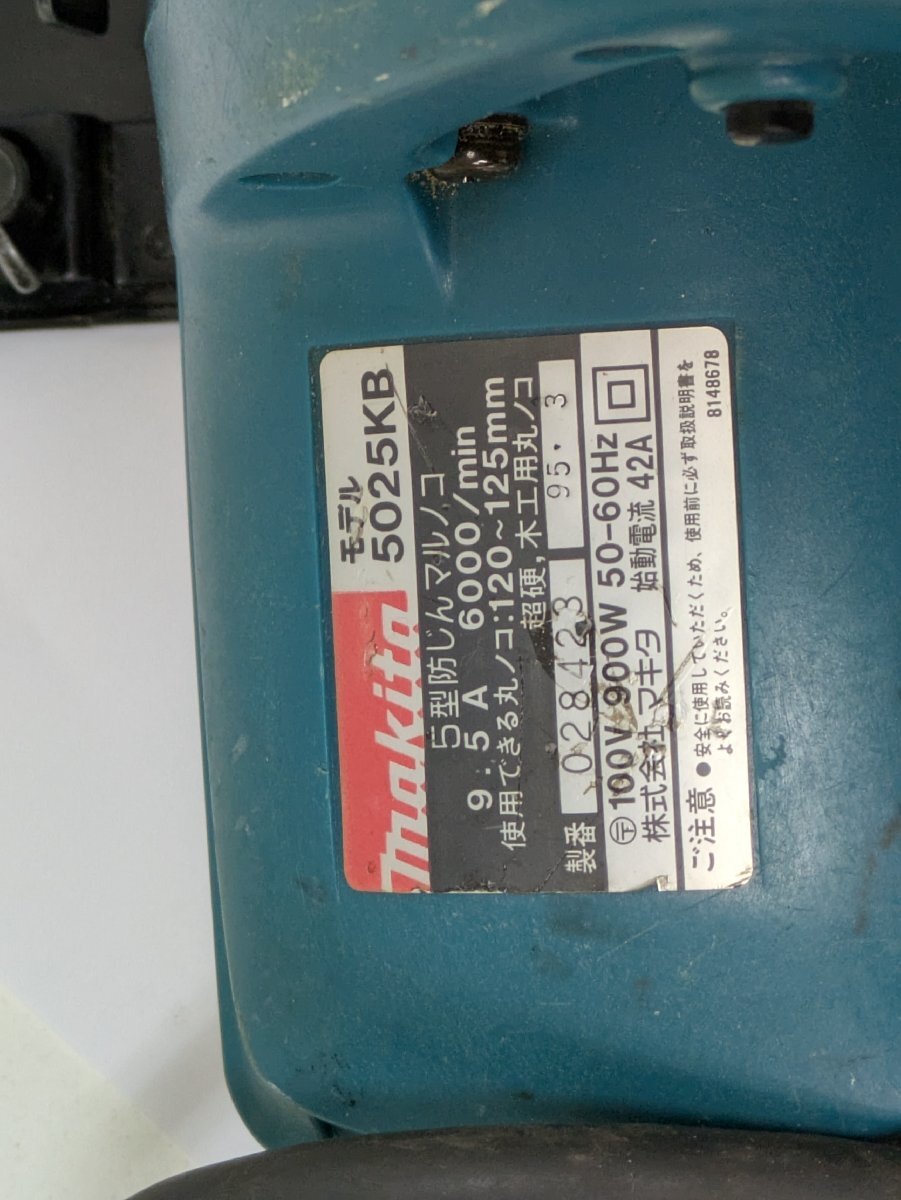 makita
モデル
5025KB
5型防じんマルノコ
9.5A 6000/min
使用できる丸ノコ:120~125mm
超硬,木工用丸ノコ
製番 028423 95.3
〒100V-900W 50-60Hz
株式会社マキタ 始動電流 42A
ご注意 ●安全に使用していただくため、使用前に必ず取扱説明書を
よくお読みください。
8148678